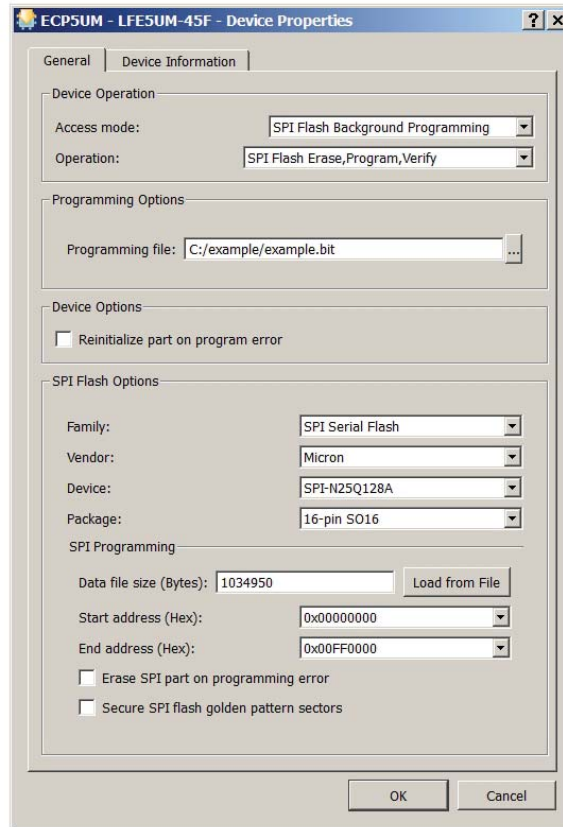 ECP5UM - LFE5UM-45F - Device Properties
General Device Information
Device Operation
Access mode: SPI Flash Background Programming
Operation: SPI Flash Erase,Program,Verify
Programming Options
Programming file: C:/example/example.bit ...
Device Options
Reinitialize part on program error
SPI Flash Options
Family: SPI Serial Flash
Vendor: Micron
Device: SPI-N25Q128A
Package: 16-pin SO16
SPI Programming
Data file size (Bytes): 1034950 Load from File
Start address (Hex): 0x00000000
End address (Hex): 0x00FF0000
Erase SPI part on programming error
Secure SPI flash golden pattern sectors
OK Cancel